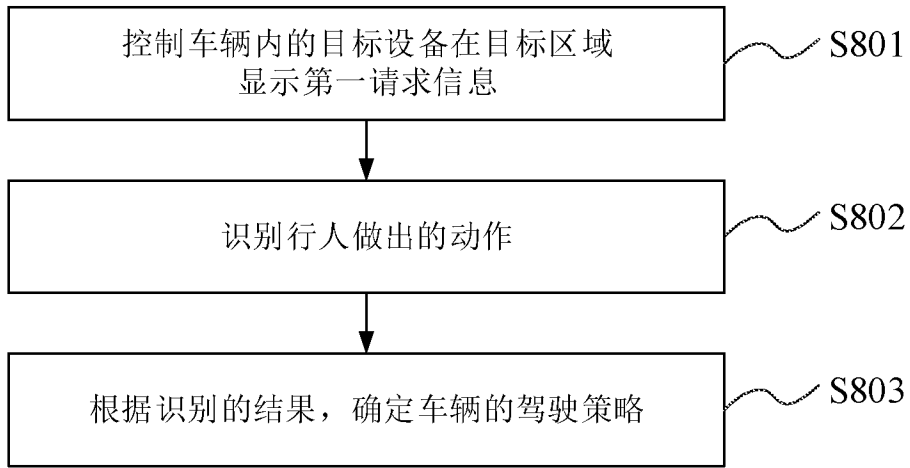 控制车辆内的目标设备在目标区域
显示第一请求信息
S801
识别行人做出的动作
S802
根据识别的结果，确定车辆的驾驶策略
S803